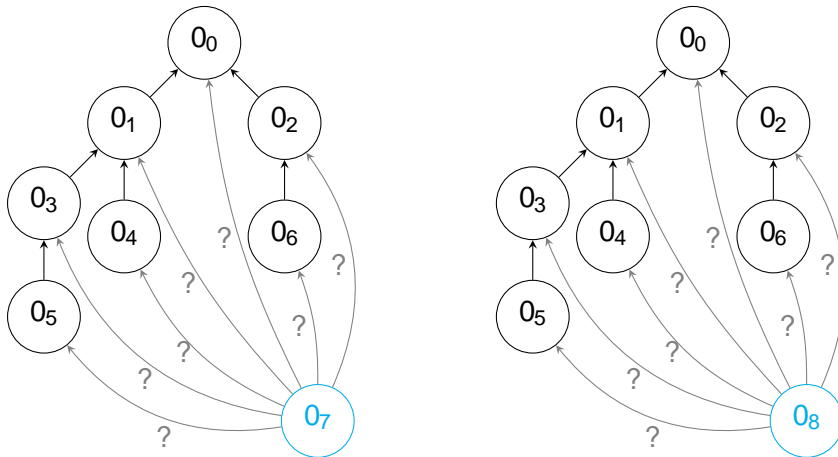 0₀ 0₀
0₁ 0₂ 0₁ 0₂
0₃ 0₄ 0₆ 0₃ 0₄ 0₆
? ?
? ? ? ?
0₅ ? ? 0₅ ? ?
? ?
0₇ 0₈
? ?